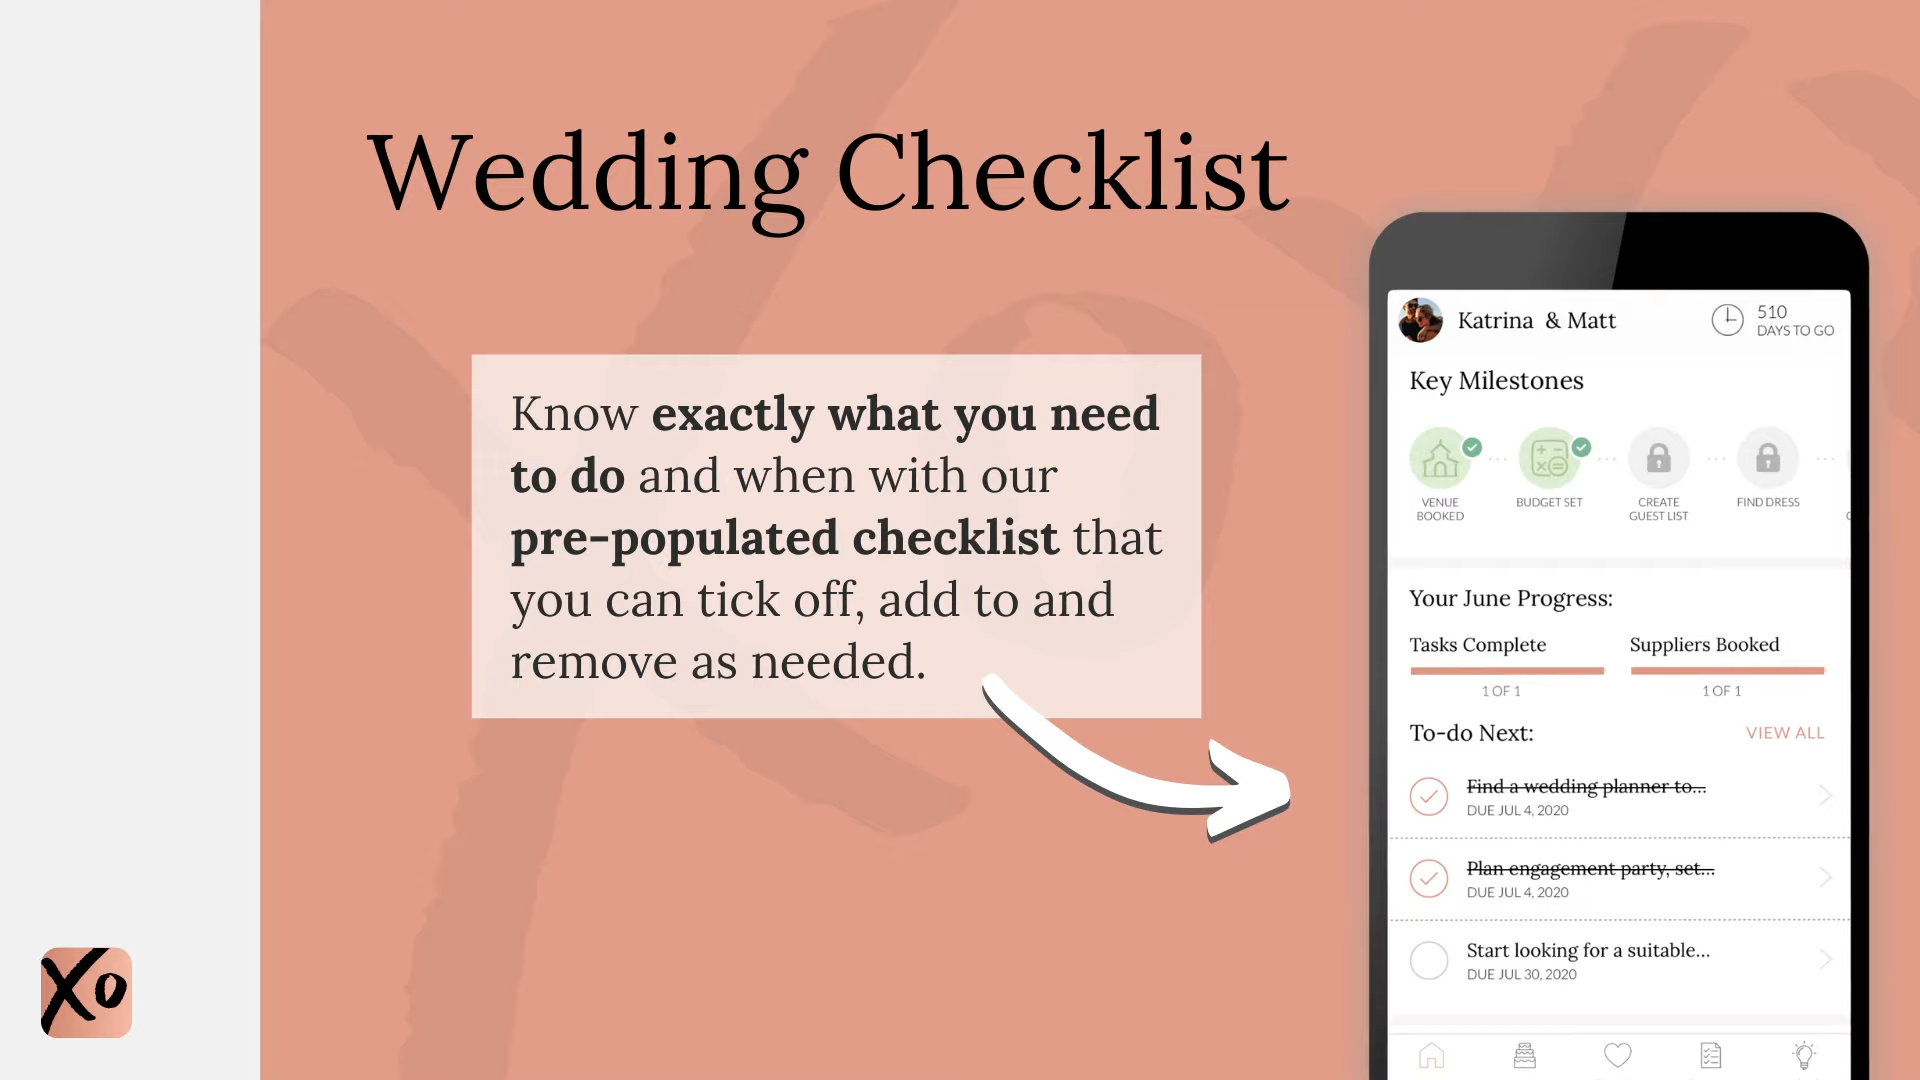 Wedding Checklist
Know exactly what you need
to do and when with our
pre-populated checklist that
you can tick off, add to and
remove as needed.
Xo
Katrina & Matt
510
DAYS TO GO
Key Milestones
VENUE
BOOKED
BUDGET SET
CREATE
GUEST LIST
FIND DRESS
Your June Progress:
Tasks Complete
1 OF 1
Suppliers Booked
1 OF 1
To-do Next:
VIEW ALL
Find a wedding planner to...
DUE JUL 4, 2020
Plan engagement party, set...
DUE JUL 4, 2020
Start looking for a suitable...
DUE JUL 30, 2020